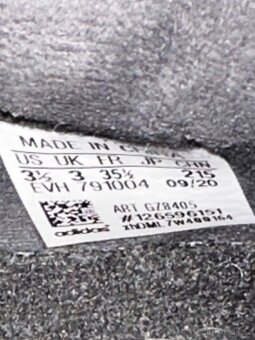 MADE IN
US UK FR JP CHN
3½ 3 35½ 215
EVH 791004 09/20
ART GZ8405
#126596151
adidas